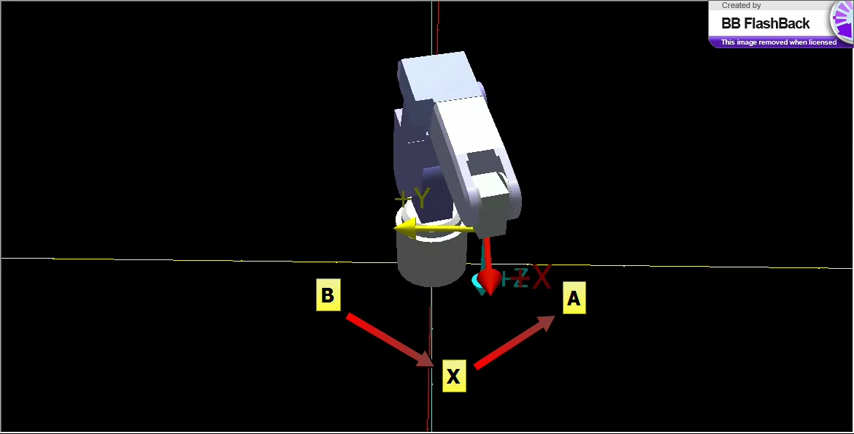 Created by
BB FlashBack
This image removed when licensed
+Y
+Z
+X
B
A
X